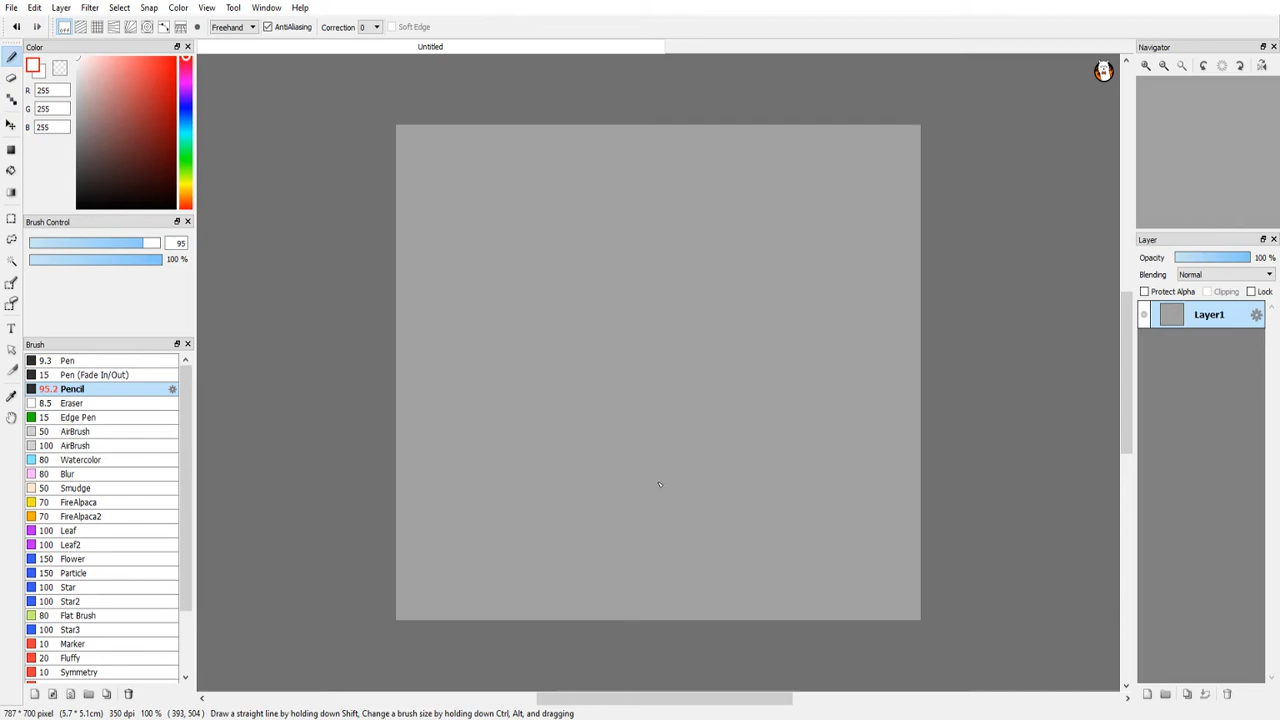 File Edit Layer Filter Select Snap Color View Tool Window Help
off Freehand AntiAliasing Correction 0 Soft Edge
Color
Untitled
Navigator
R 255
G 255
B 255
Brush Control
95
100 %
Layer
Opacity 100 %
Blending Normal
Protect Alpha Clipping Lock
Layer1
Brush
9.3 Pen
15 Pen (Fade In/Out)
95.2 Pencil
8.5 Eraser
15 Edge Pen
50 AirBrush
100 AirBrush
80 Watercolor
80 Blur
50 Smudge
70 FireAlpaca
70 FireAlpaca2
100 Leaf
100 Leaf2
150 Flower
150 Particle
100 Star
100 Star2
80 Flat Brush
100 Star3
10 Marker
20 Fluffy
10 Symmetry
787 * 700 pixel (5.7 * 5.1cm) 350 dpi 100 % ( 393, 504) Draw a straight line by holding down Shift, Change a brush size by holding down Ctrl, Alt, and dragging